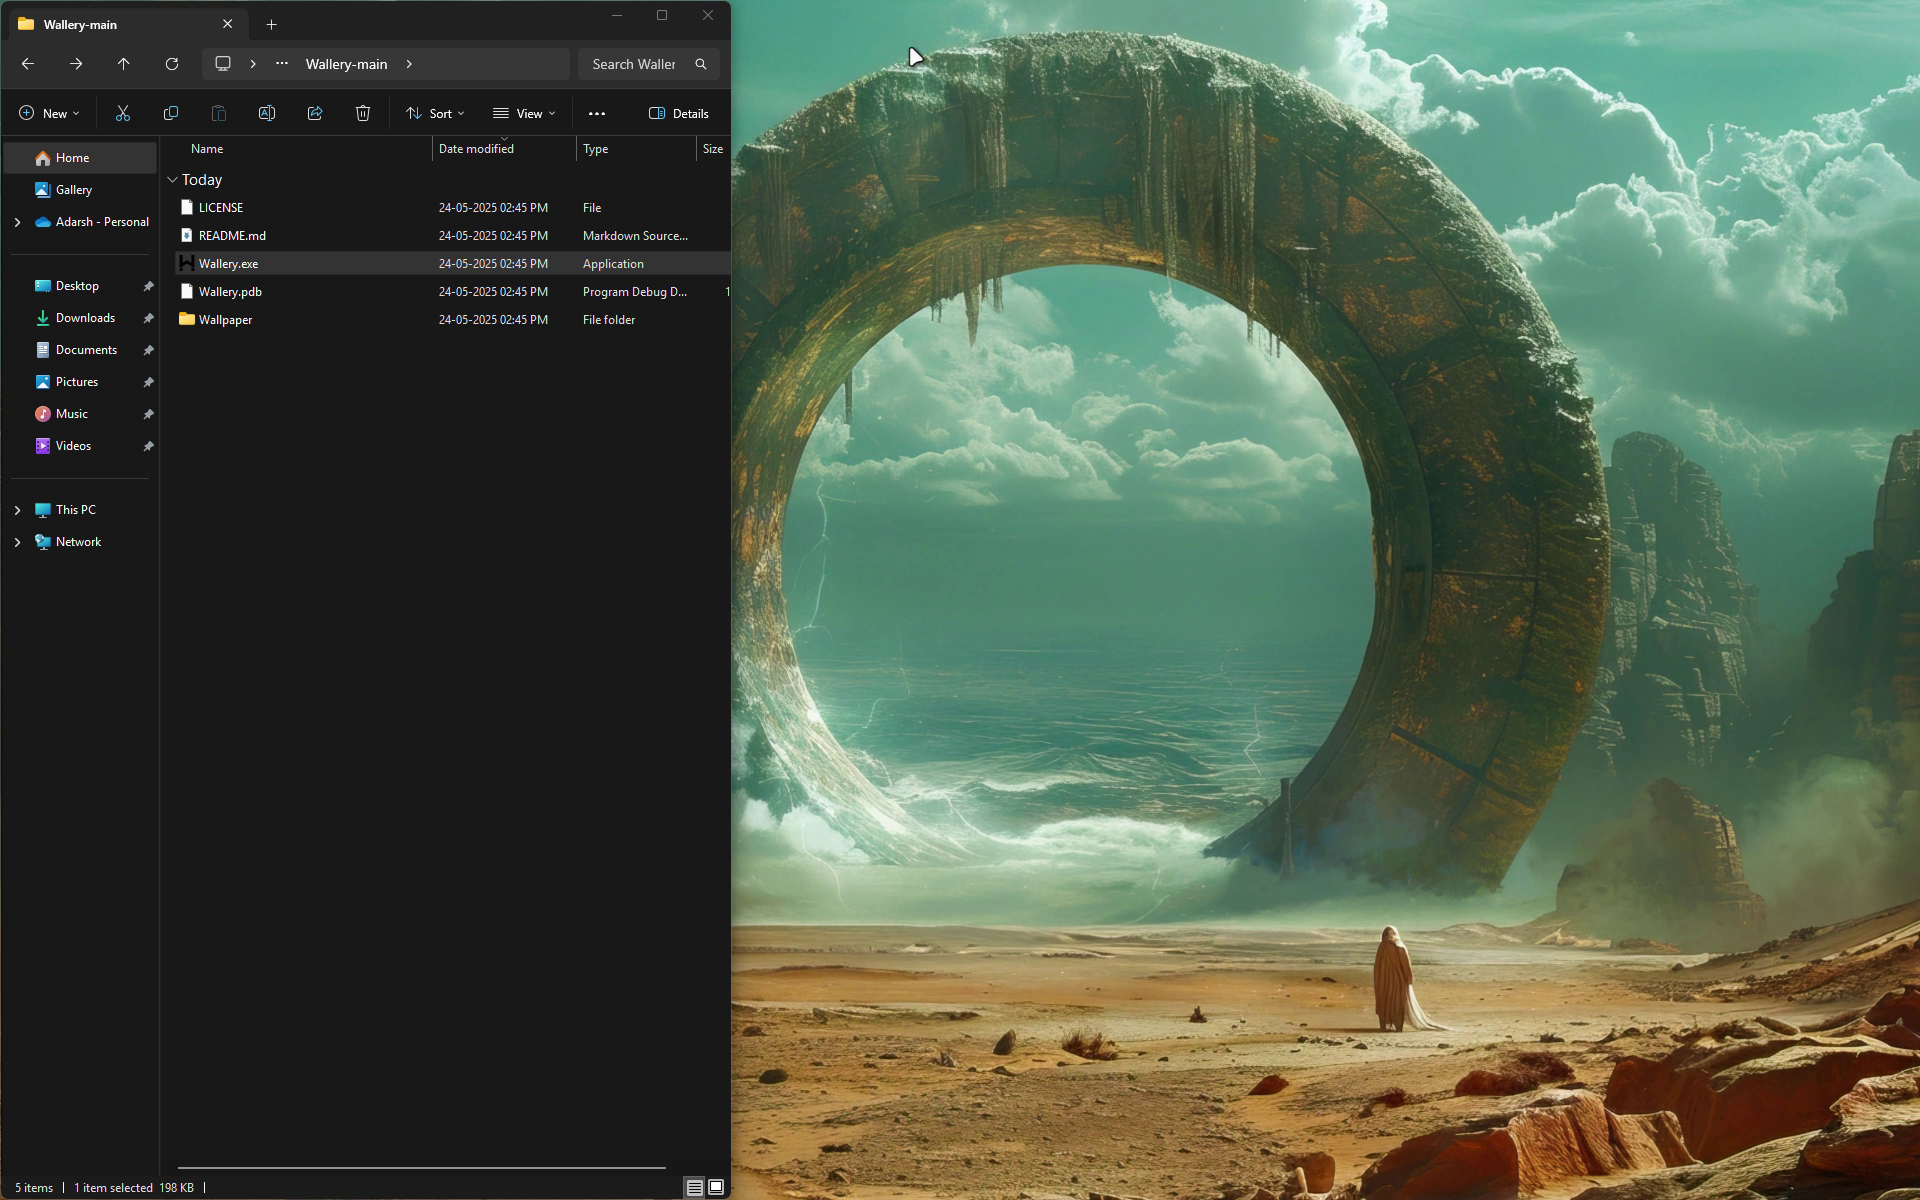 Wallery-main
Wallery-main
Search Waller
New
Sort
View
Details
Name Date modified Type Size
Home
Gallery
Adarsh - Personal
Desktop
Downloads
Documents
Pictures
Music
Videos
This PC
Network
Today
LICENSE 24-05-2025 02:45 PM File
README.md 24-05-2025 02:45 PM Markdown Source...
Wallery.exe 24-05-2025 02:45 PM Application
Wallery.pdb 24-05-2025 02:45 PM Program Debug D... 1
Wallpaper 24-05-2025 02:45 PM File folder
5 items 1 item selected 198 KB